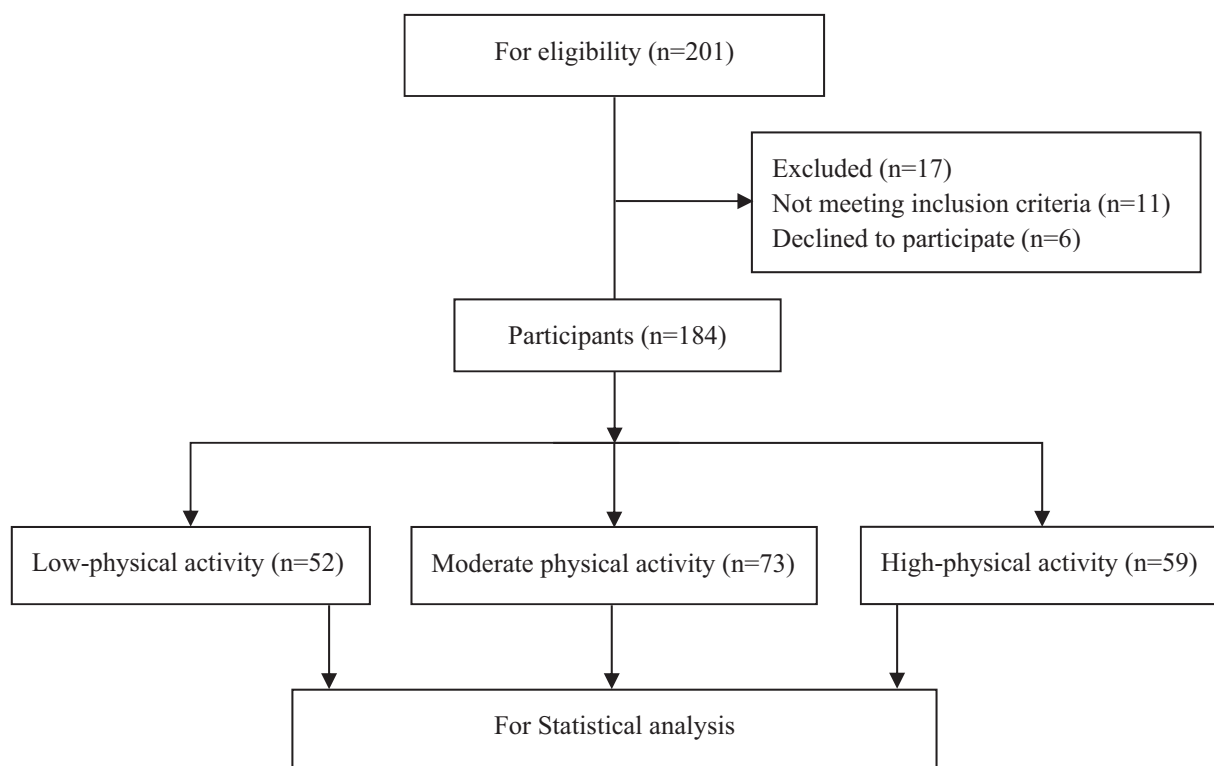 For eligibility (n=201)
Excluded (n=17)
Not meeting inclusion criteria (n=11)
Declined to participate (n=6)
Participants (n=184)
Low-physical activity (n=52)
Moderate physical activity (n=73)
High-physical activity (n=59)
For Statistical analysis